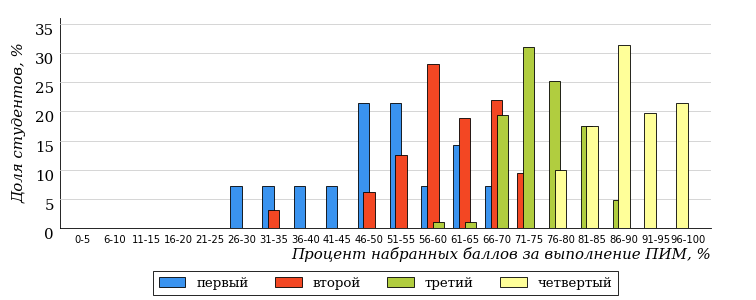 35
30
25
20
15
10
5
0
Доля студентов, %
0-5 6-10 11-15 16-20 21-25 26-30 31-35 36-40 41-45 46-50 51-55 56-60 61-65 66-70 71-75 76-80 81-85 86-90 91-95 96-100
Процент набранных баллов за выполнение ПИМ, %
первый второй третий четвертый